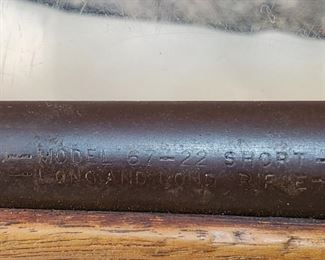 —MODEL 67—22 SHORT—
LONG AND LONG RIFLE